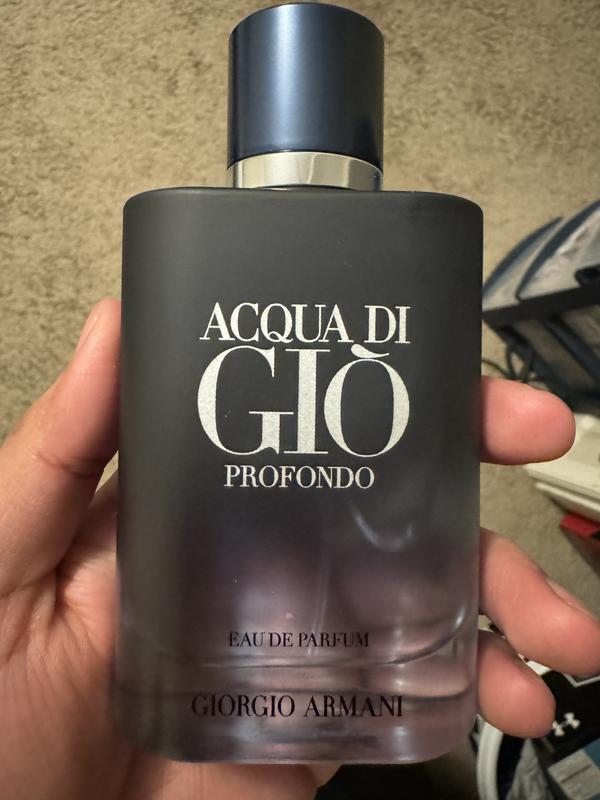 ACQUA DI
GIÒ
PROFONDO
EAU DE PARFUM
GIORGIO ARMANI